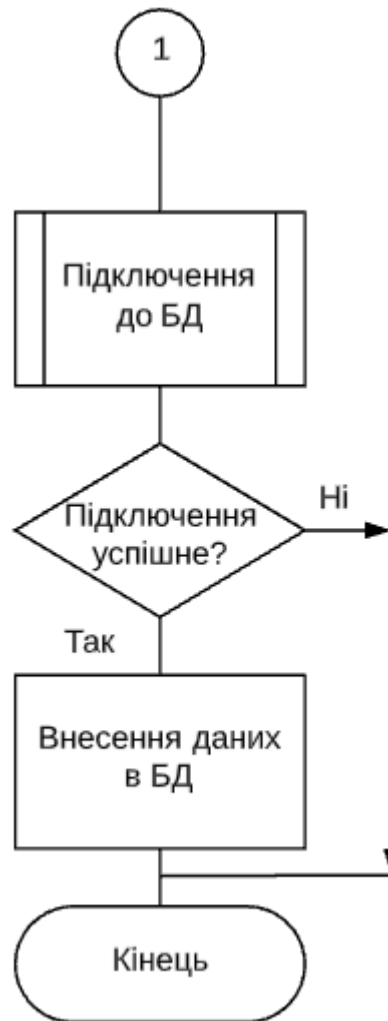 1
Підключення
до БД
Підключення
успішне?
Ні
Так
Внесення даних
в БД
Кінець